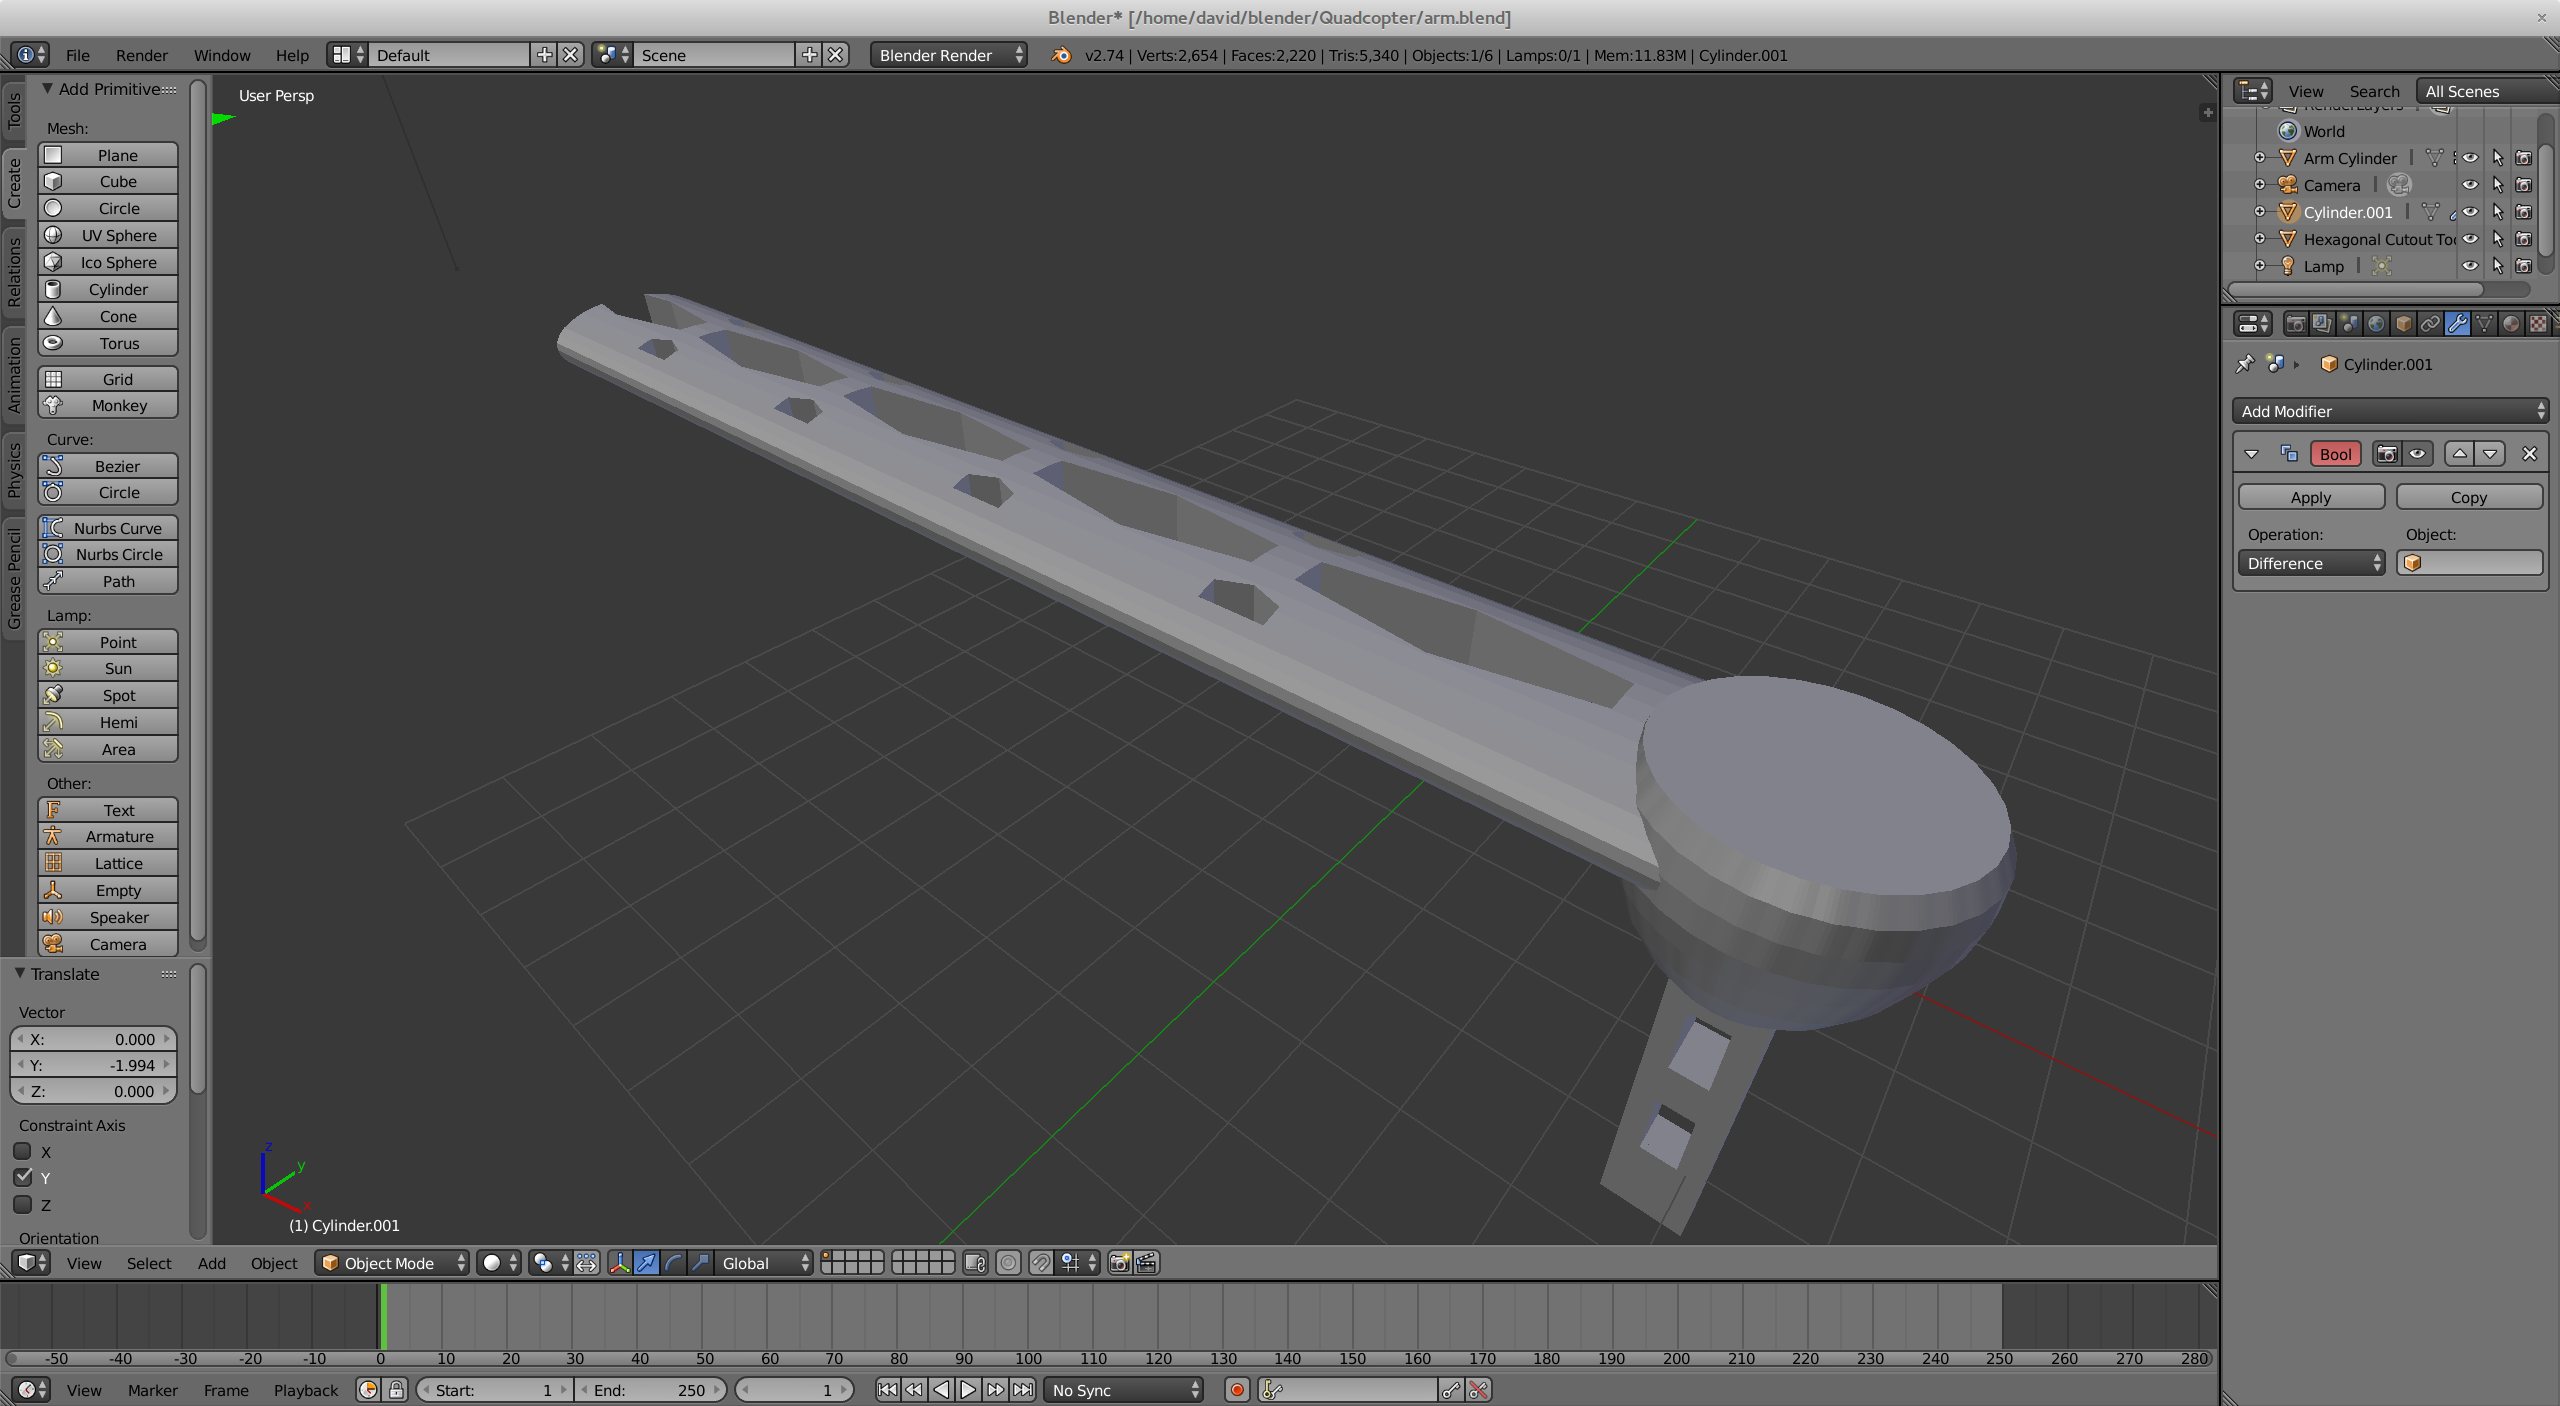 Blender* [/home/david/blender/Quadcopter/arm.blend]
File Render Window Help Default Scene Blender Render v2.74 | Verts:2,654 | Faces:2,220 | Tris:5,340 | Objects:1/6 | Lamps:0/1 | Mem:11.83M | Cylinder.001
Tools
Create
Relations
Animation
Physics
Grease Pencil
Add Primitive
Mesh:
Plane
Cube
Circle
UV Sphere
Ico Sphere
Cylinder
Cone
Torus
Grid
Monkey
Curve:
Bezier
Circle
Nurbs Curve
Nurbs Circle
Path
Lamp:
Point
Sun
Spot
Hemi
Area
Other:
Text
Armature
Lattice
Empty
Speaker
Camera
Translate
Vector
X: 0.000
Y: -1.994
Z: 0.000
Constraint Axis
X
Y
Z
Orientation
User Persp
z
y
x
(1) Cylinder.001
View Select Add Object Object Mode Global
-50 -40 -30 -20 -10 0 10 20 30 40 50 60 70 80 90 100 110 120 130 140 150 160 170 180 190 200 210 220 230 240 250 260 270 280
View Marker Frame Playback Start: 1 End: 250 1 No Sync
View Search All Scenes
RenderLayers
World
Arm Cylinder
Camera
Cylinder.001
Hexagonal Cutout Too
Lamp
Cylinder.001
Add Modifier
Bool
Apply Copy
Operation: Object:
Difference